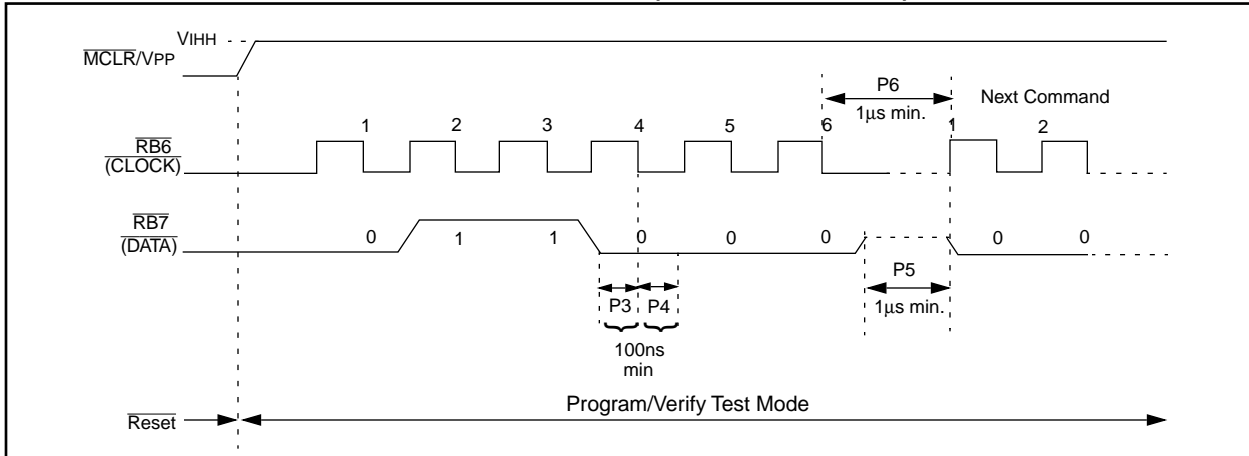 VIHH
MCLR/VPP
P6
1µs min.
Next Command
1 2 3 4 5 6 1 2
RB6
(CLOCK)
RB7
(DATA)
0 1 1 0 0 0 0 0
P5
1µs min.
P3 P4
100ns
min
Program/Verify Test Mode
Reset